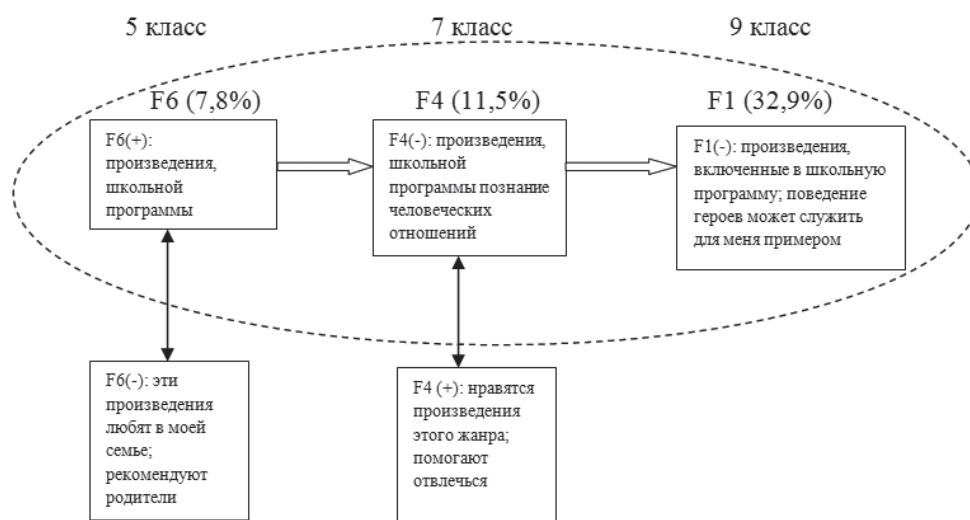 5 класс
7 класс
9 класс
F6 (7,8%)
F4 (11,5%)
F1 (32,9%)
F6(+):
произведения,
школьной
программы
F4(-): произведения,
школьной
программы познание
человеческих
отношений
F1(-): произведения,
включенные в школьную
программу; поведение
героев может служить
для меня примером
F6(-): эти
произведения
любят в моей
семье;
рекомендуют
родители
F4 (+): нравятся
произведения
этого жанра;
помогают
отвлечься